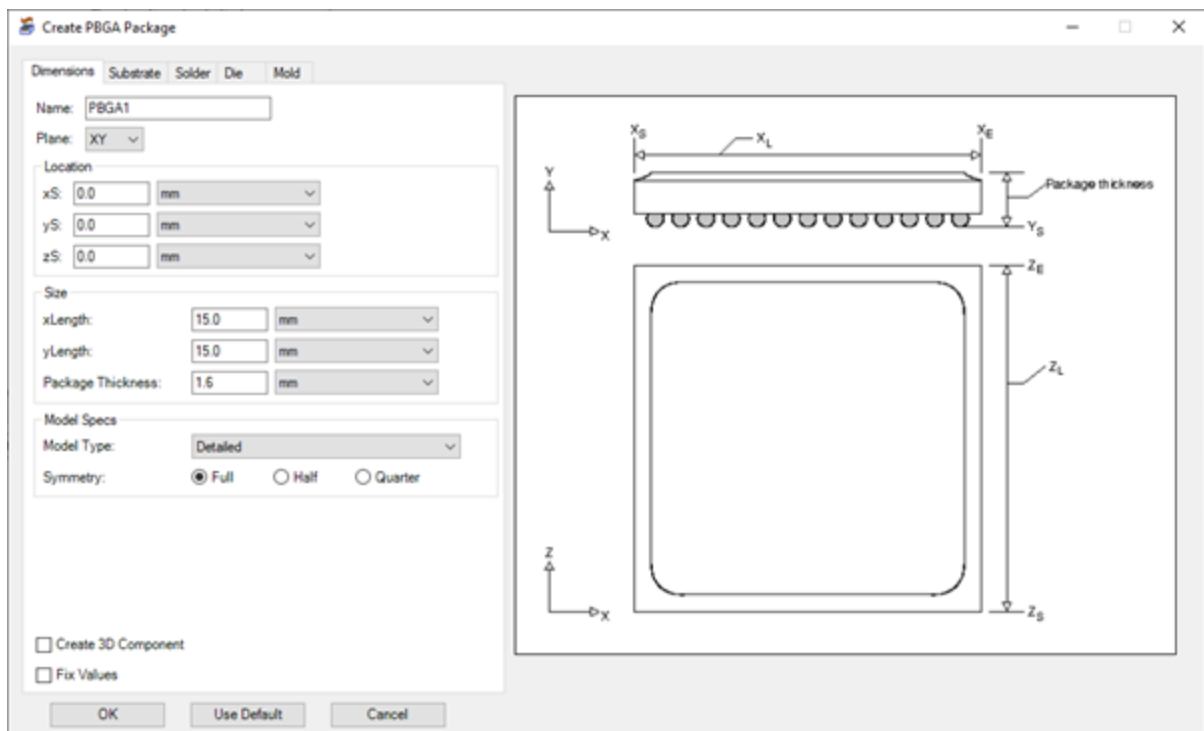 Create PBGA Package
Dimensions Substrate Solder Die Mold
Name: PBGA1
Plane: XY
Location
xS: 0.0 mm
yS: 0.0 mm
zS: 0.0 mm
Size
xLength: 15.0 mm
yLength: 15.0 mm
Package Thickness: 1.6 mm
Model Specs
Model Type: Detailed
Symmetry: Full Half Quarter
Create 3D Component
Fix Values
OK Use Default Cancel
XS XE
XL
Y
Package thickness
X
YS
ZE
ZL
Z
X
ZS